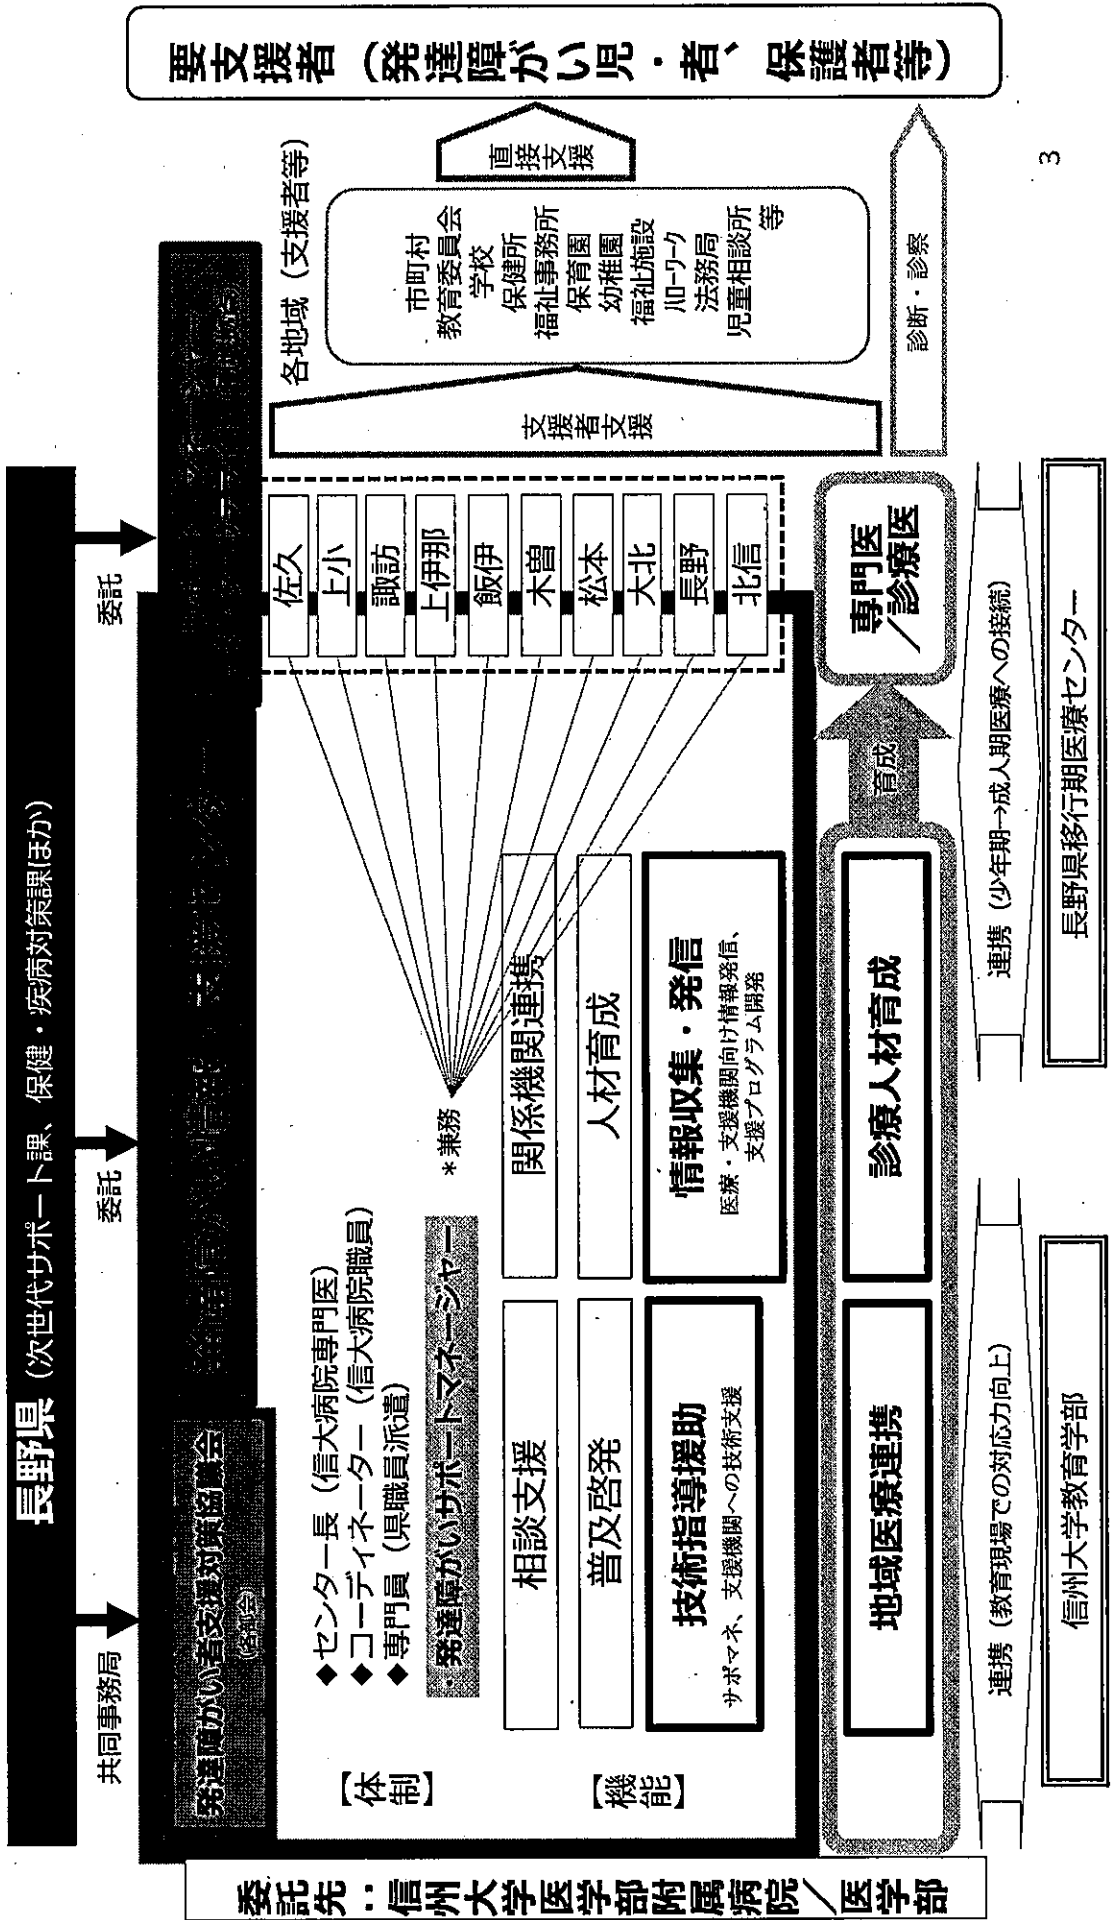 長野県(次世代サポート課、保健・疾病対策課ほか)
共同事務局
委託
委託
発達障がい者支援対策協議会
(各部会)
【体制】
◆センター長(信大病院専門医)
◆コーディネーター(信大病院職員)
◆専門員(県職員派遣)
発達障がいサポートマネージャー
*兼務
【機能】
相談支援
関係機関連携
普及啓発
人材育成
技術指導援助
サポマネ、支援機関への技術支援
情報収集・発信
医療・支援機関向け情報発信、
支援プログラム開発
佐久
上小
諏訪
上伊那
飯伊
木曽
松本
大北
長野
北信
地域医療連携
診療人材育成
育成
専門医
/診療医
支援者支援
各地域(支援者等)
市町村
教育委員会
学校
保健所
福祉事務所
保育園
幼稚園
福祉施設
ハローワーク
法務局
児童相談所
等
直接支援
診断・診察
要支援者(発達障がい児・者、保護者等)
連携(教育現場での対応力向上)
連携(少年期→成人期医療への接続)
信州大学教育学部
長野県移行期医療センター
委託先:信州大学医学部附属病院/医学部
3